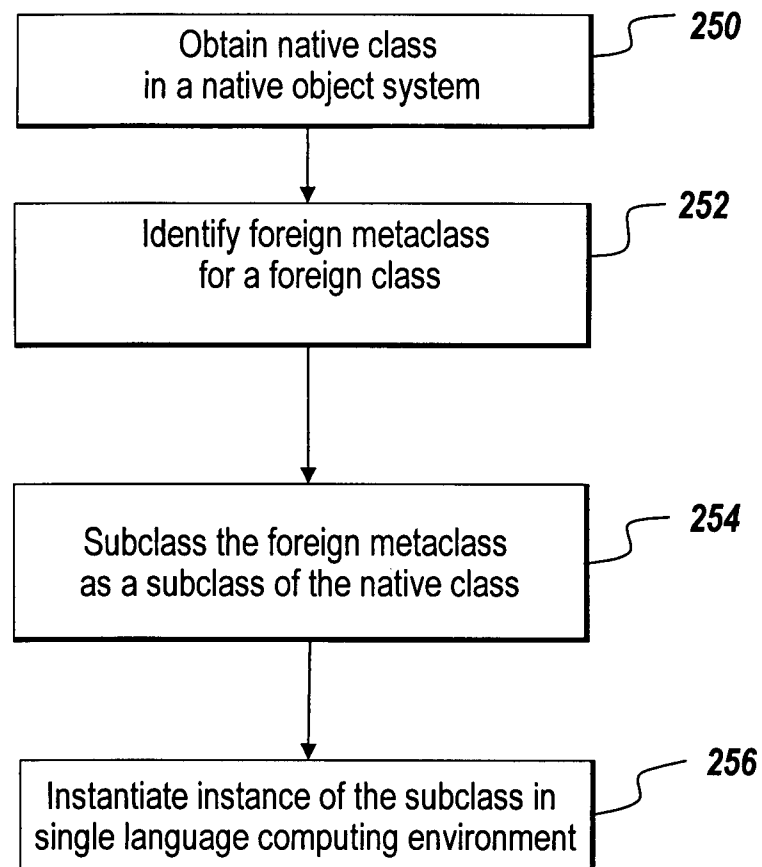 250
Obtain native class
in a native object system
252
Identify foreign metaclass
for a foreign class
254
Subclass the foreign metaclass
as a subclass of the native class
256
Instantiate instance of the subclass in
single language computing environment